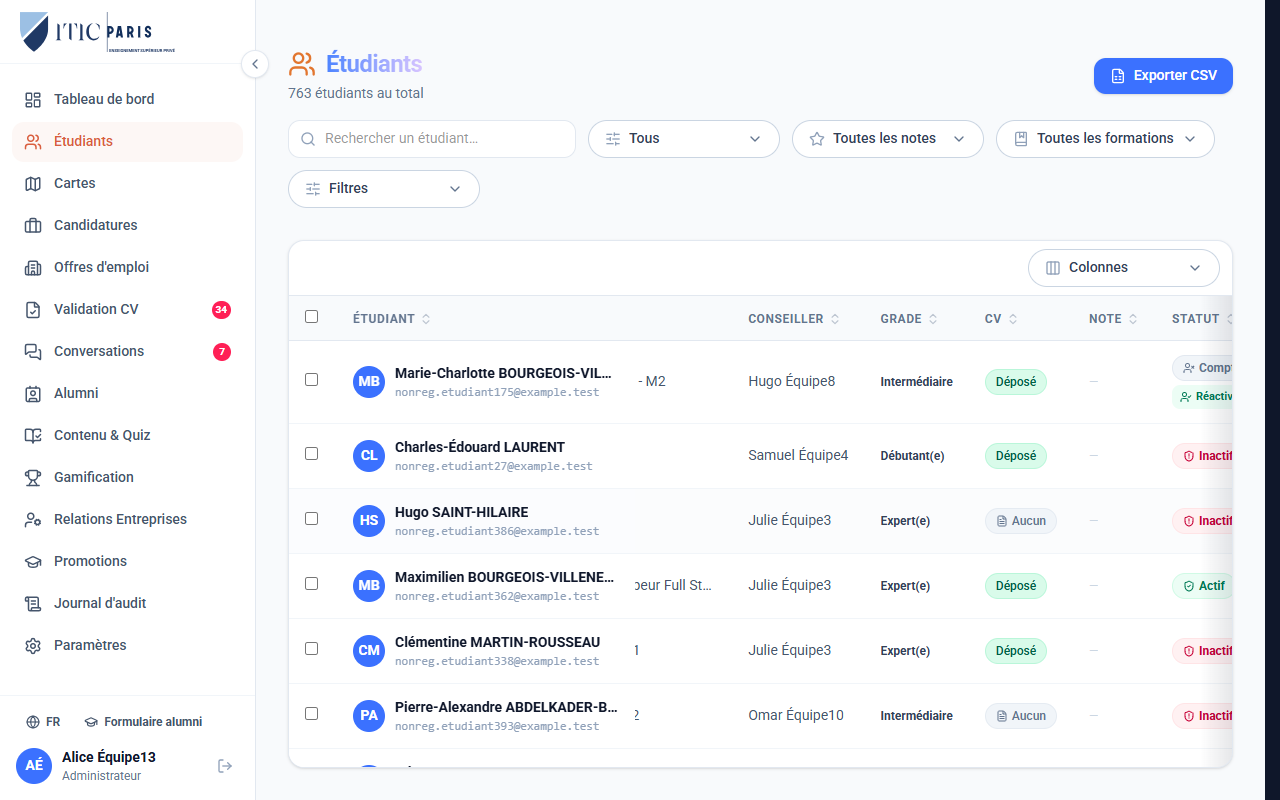 ITIC PARIS
ENSEIGNEMENT SUPÉRIEUR PRIVÉ
Tableau de bord
Étudiants
Cartes
Candidatures
Offres d'emploi
Validation CV 34
Conversations 7
Alumni
Contenu & Quiz
Gamification
Relations Entreprises
Promotions
Journal d'audit
Paramètres
FR Formulaire alumni
AÉ Alice Équipe13
Administrateur
Étudiants
763 étudiants au total
Exporter CSV
Rechercher un étudiant…
Tous
Toutes les notes
Toutes les formations
Filtres
Colonnes
ÉTUDIANT CONSEILLER GRADE CV NOTE STATUT
MB Marie-Charlotte BOURGEOIS-VIL… - M2 Hugo Équipe8 Intermédiaire Déposé —
nonreg.etudiant175@example.test
CL Charles-Édouard LAURENT Samuel Équipe4 Débutant(e) Déposé — Inactif
nonreg.etudiant27@example.test
HS Hugo SAINT-HILAIRE Julie Équipe3 Expert(e) Aucun — Inactif
nonreg.etudiant386@example.test
MB Maximilien BOURGEOIS-VILLENE… Full St… Julie Équipe3 Expert(e) Déposé — Actif
nonreg.etudiant362@example.test
CM Clémentine MARTIN-ROUSSEAU 1 Julie Équipe3 Expert(e) Déposé — Inactif
nonreg.etudiant338@example.test
PA Pierre-Alexandre ABDELKADER-B… 2 Omar Équipe10 Intermédiaire Aucun — Inactif
nonreg.etudiant393@example.test